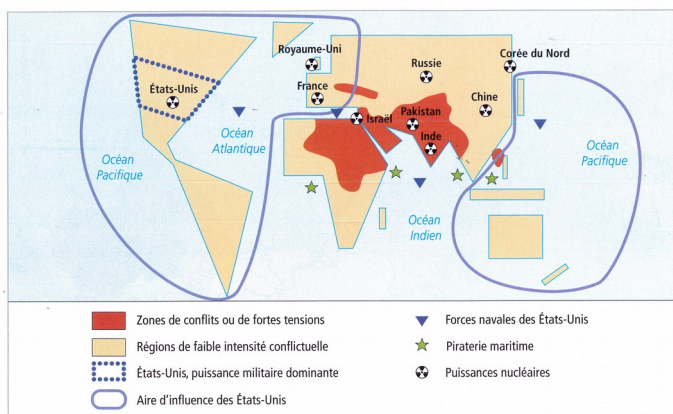 Royaume-Uni
Corée du Nord
Russie
États-Unis
France
Chine
Pakistan
Israël
Inde
Océan
Atlantique
Océan
Pacifique
Océan
Pacifique
Océan
Indien
Zones de conflits ou de fortes tensions
Forces navales des États-Unis
Régions de faible intensité conflictuelle
Piraterie maritime
États-Unis, puissance militaire dominante
Puissances nucléaires
Aire d'influence des États-Unis